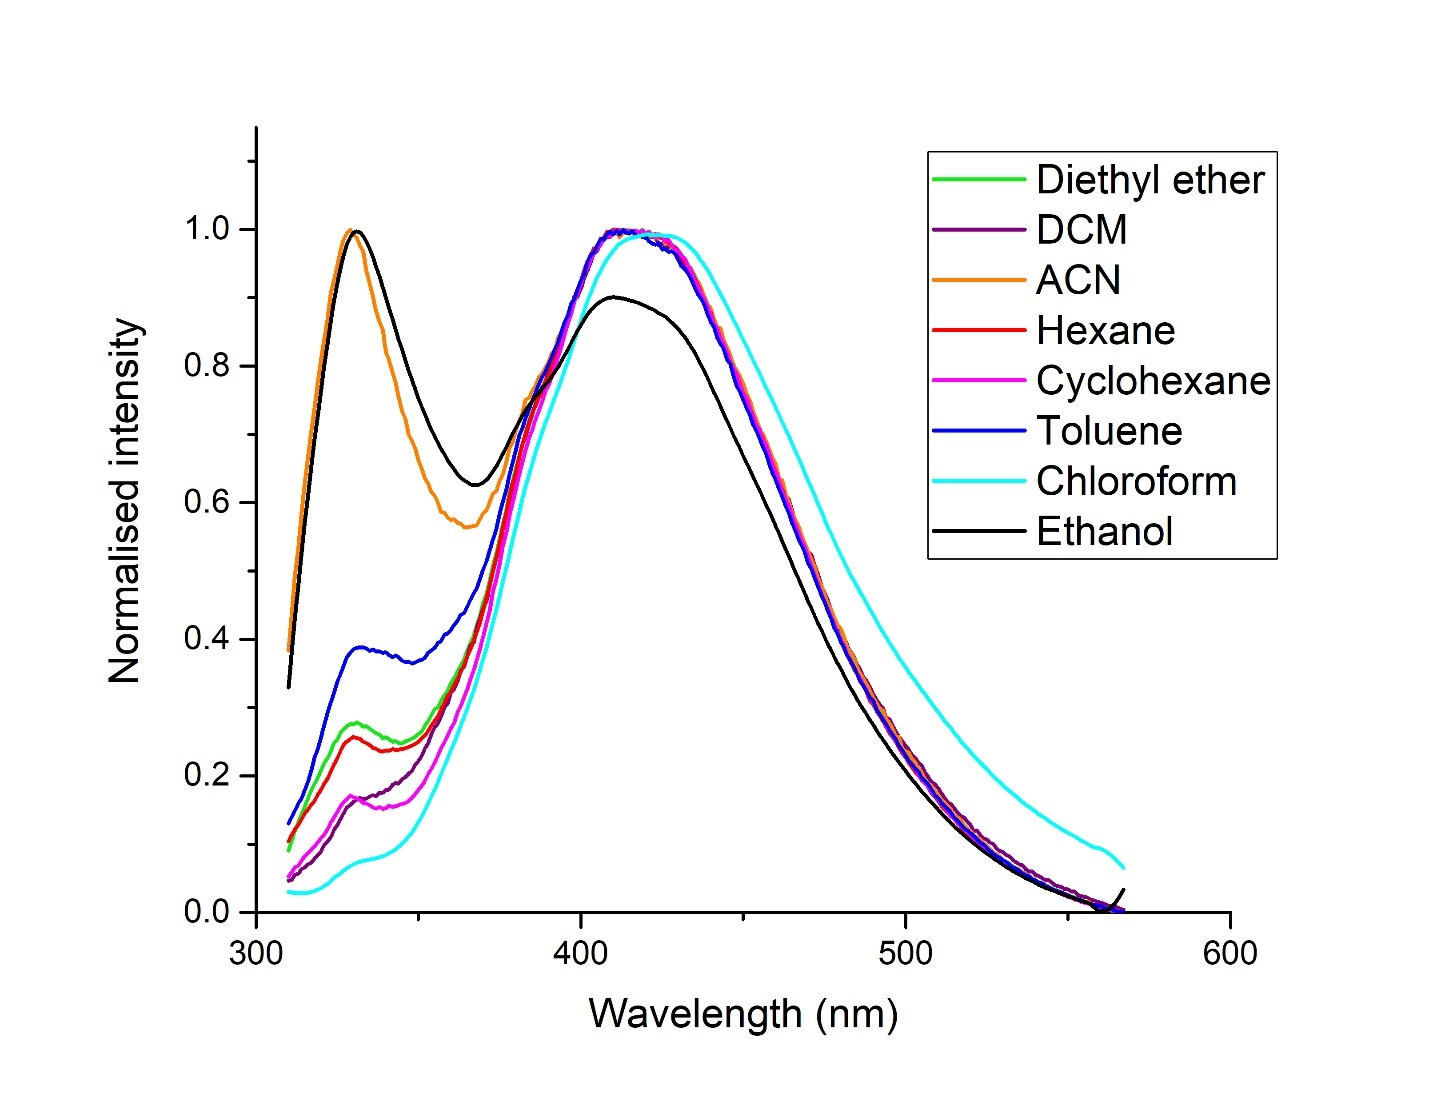 Normalised intensity
1.0
0.8
0.6
0.4
0.2
0.0
300 400 500 600
Wavelength (nm)
Diethyl ether
DCM
ACN
Hexane
Cyclohexane
Toluene
Chloroform
Ethanol